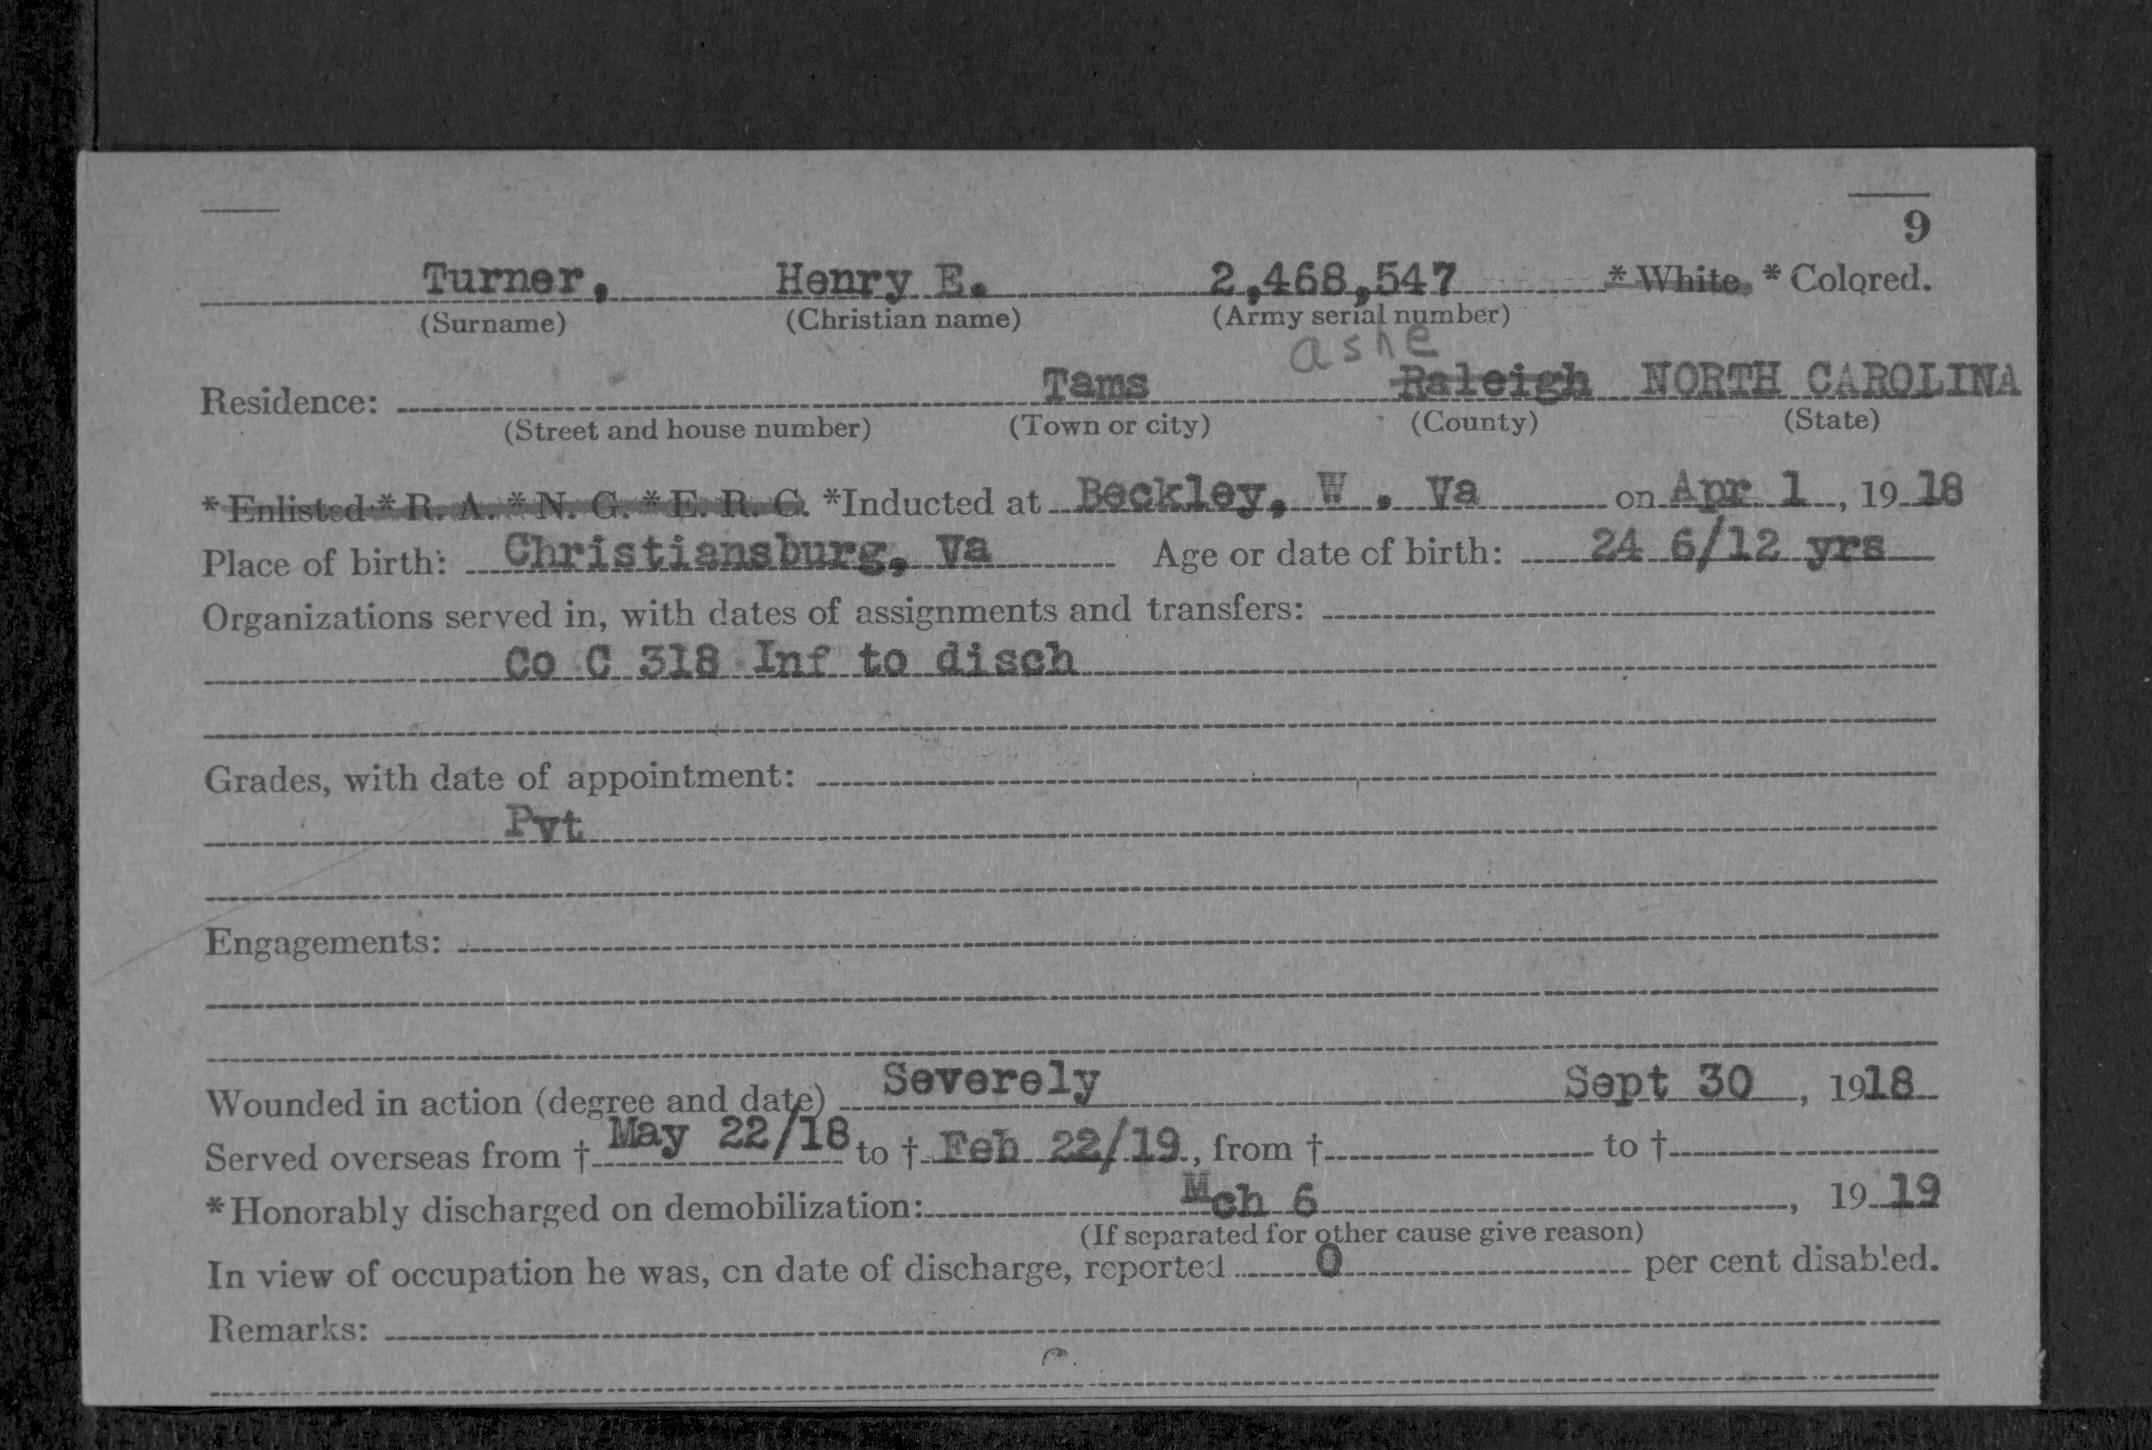 9
Turner, Henry E. 2,468,547 * White, * Colored.
(Surname) (Christian name) (Army serial number)
ashe
Residence: Tams Raleigh NORTH CAROLINA
(Street and house number) (Town or city) (County) (State)
* Enlisted * R. A. * N. G. * E. R. C. *Inducted at Beckley, W . Va on Apr 1, 19 18
Place of birth: Christiansburg, Va Age or date of birth: 24 6/12 yrs
Organizations served in, with dates of assignments and transfers:
Co C 318 Inf to disch
Grades, with date of appointment:
Pvt
Engagements:
Wounded in action (degree and date) Severely Sept 30, 1918
Served overseas from † May 22/18 to † Feb 22/19, from † to †
*Honorably discharged on demobilization: Mch 6, 19 19
(If separated for other cause give reason)
In view of occupation he was, on date of discharge, reported 0 per cent disabled.
Remarks: